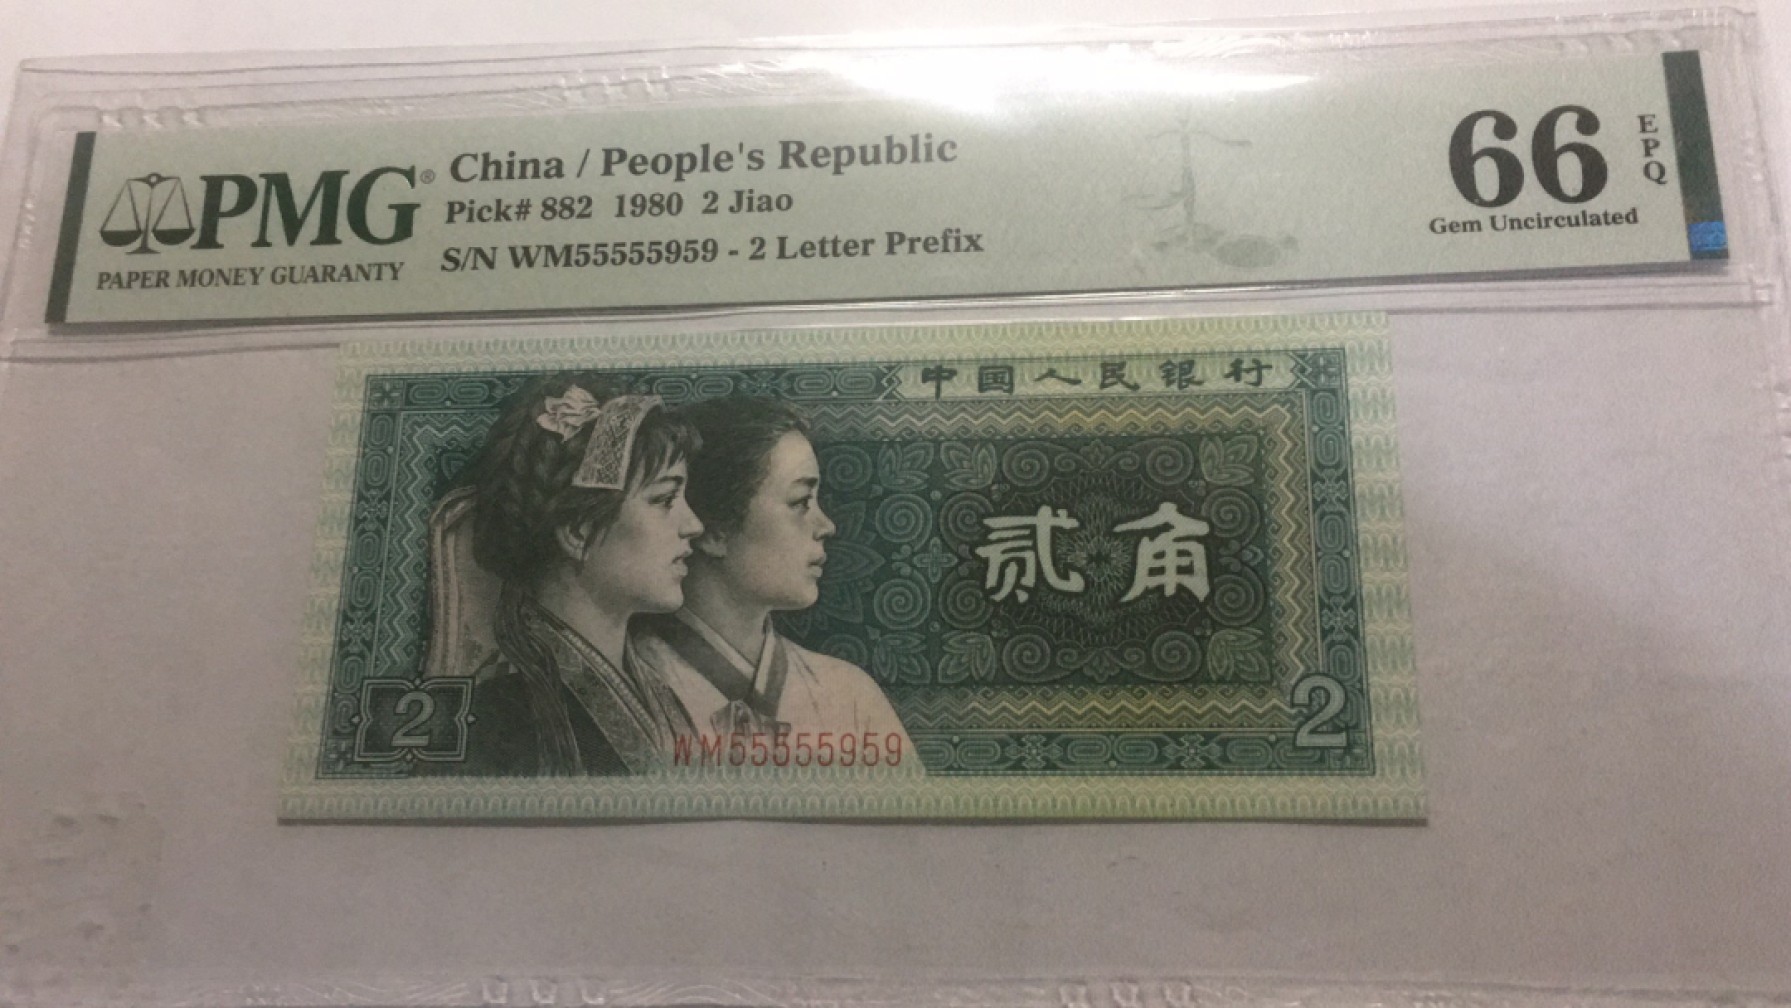 PMG®
PAPER MONEY GUARANTY
China / People's Republic
Pick# 882 1980 2 Jiao
S/N WM55555959 - 2 Letter Prefix
66
EPQ
Gem Uncirculated
中国人民银行
贰角
2
WM55555959
2